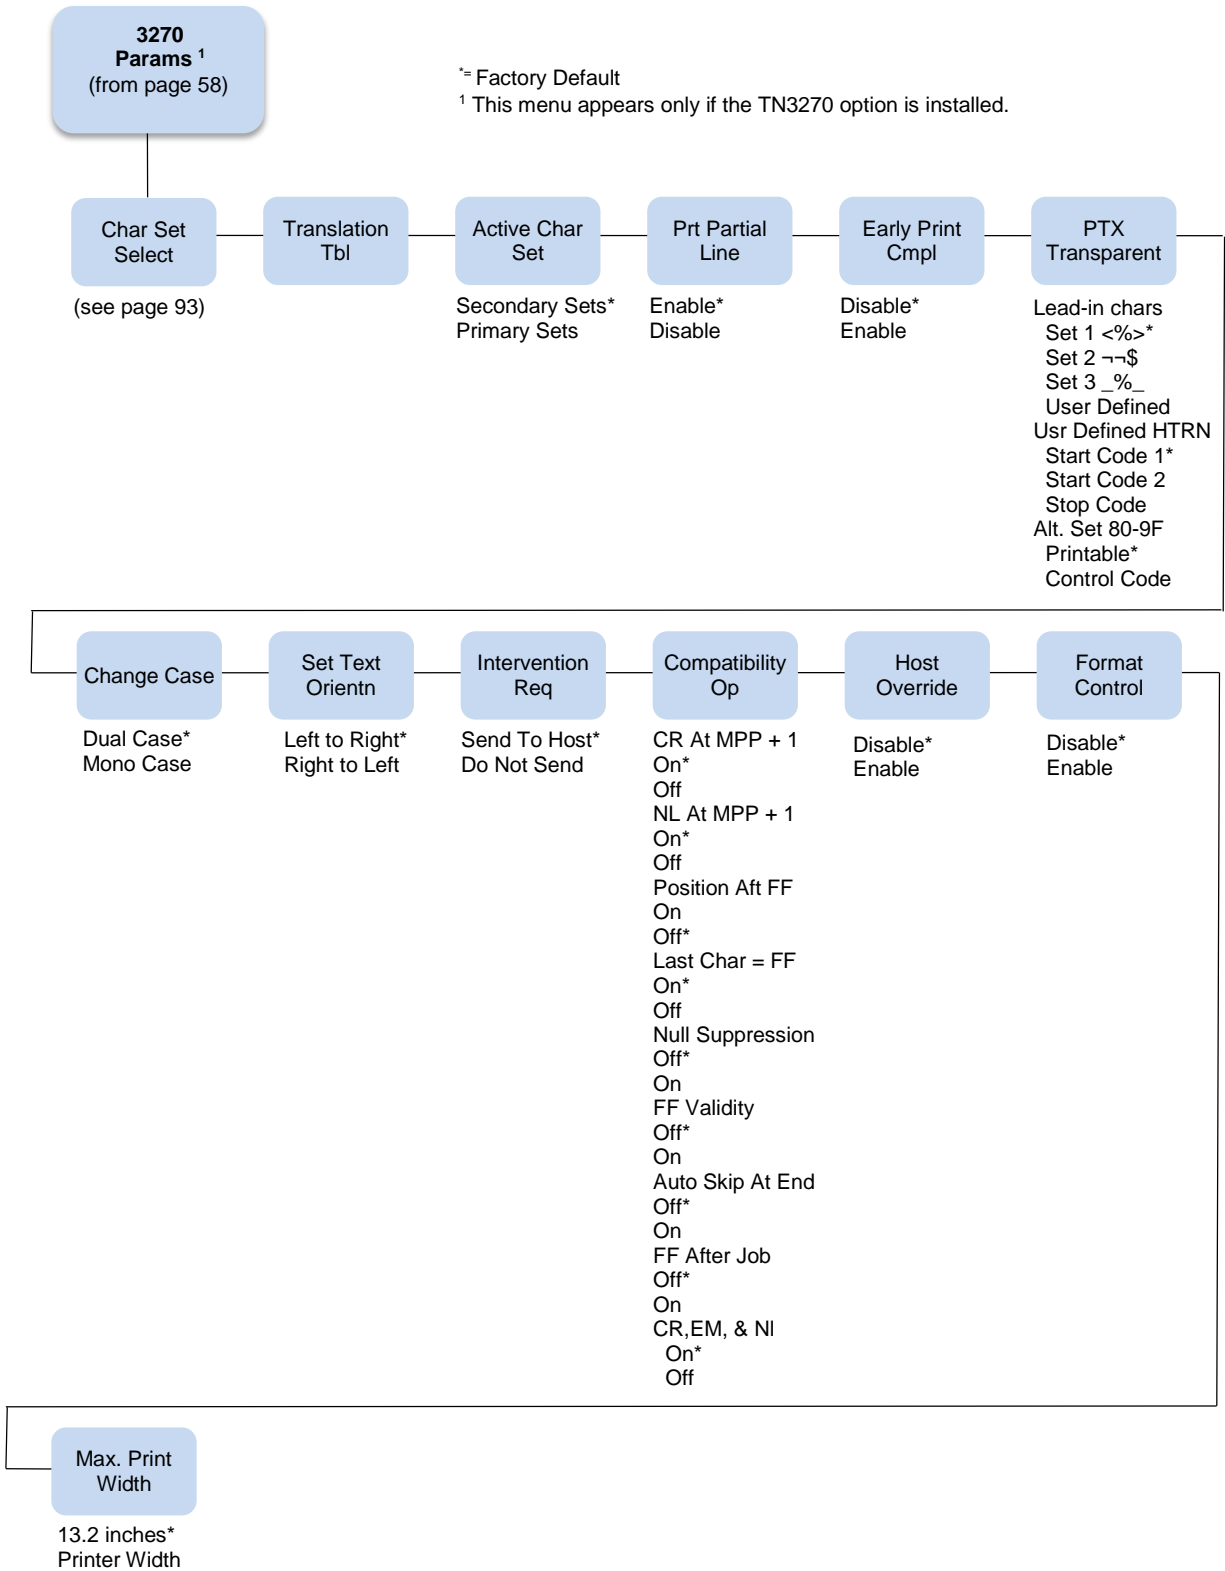 3270
Params ¹
(from page 58)
*= Factory Default
¹ This menu appears only if the TN3270 option is installed.
Char Set
Select
(see page 93)
Translation
Tbl
Active Char
Set
Secondary Sets*
Primary Sets
Prt Partial
Line
Enable*
Disable
Early Print
Cmpl
Disable*
Enable
PTX
Transparent
Lead-in chars
Set 1 <%>*
Set 2 ¬¬$
Set 3 _%_
User Defined
Usr Defined HTRN
Start Code 1*
Start Code 2
Stop Code
Alt. Set 80-9F
Printable*
Control Code
Change Case
Dual Case*
Mono Case
Set Text
Orientn
Left to Right*
Right to Left
Intervention
Req
Send To Host*
Do Not Send
Compatibility
Op
CR At MPP + 1
On*
Off
NL At MPP + 1
On*
Off
Position Aft FF
On
Off*
Last Char = FF
On*
Off
Null Suppression
Off*
On
FF Validity
Off*
On
Auto Skip At End
Off*
On
FF After Job
Off*
On
CR,EM, & Nl
On*
Off
Host
Override
Disable*
Enable
Format
Control
Disable*
Enable
Max. Print
Width
13.2 inches*
Printer Width